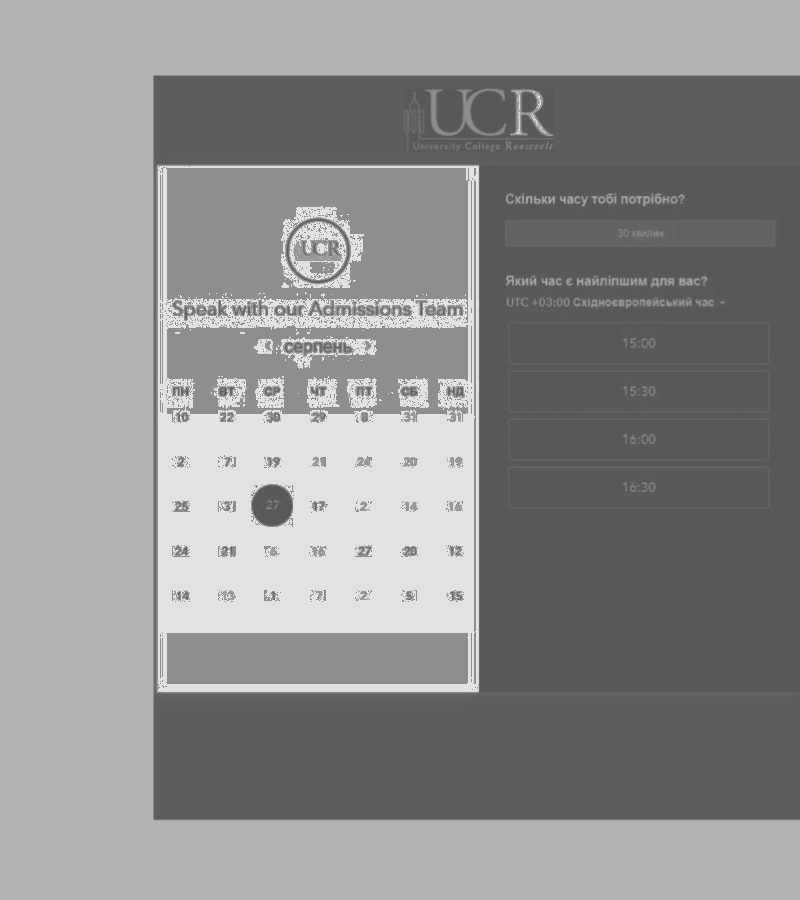 UCR
University College Roosevelt
UCR
Speak with our Admissions Team
серпень
ПН ВТ СР ЧТ ПТ СБ НД
10 22 30 29 8 31 31
2 7 19 21 24 20 19
25 3 27 17 2 14 16
24 21 6 16 27 20 12
14 13 1 7 2 5 15
Скільки часу тобі потрібно?
30 хвилин
Який час є найліпшим для вас?
UTC +03:00 Східноєвропейський час
15:00
15:30
16:00
16:30